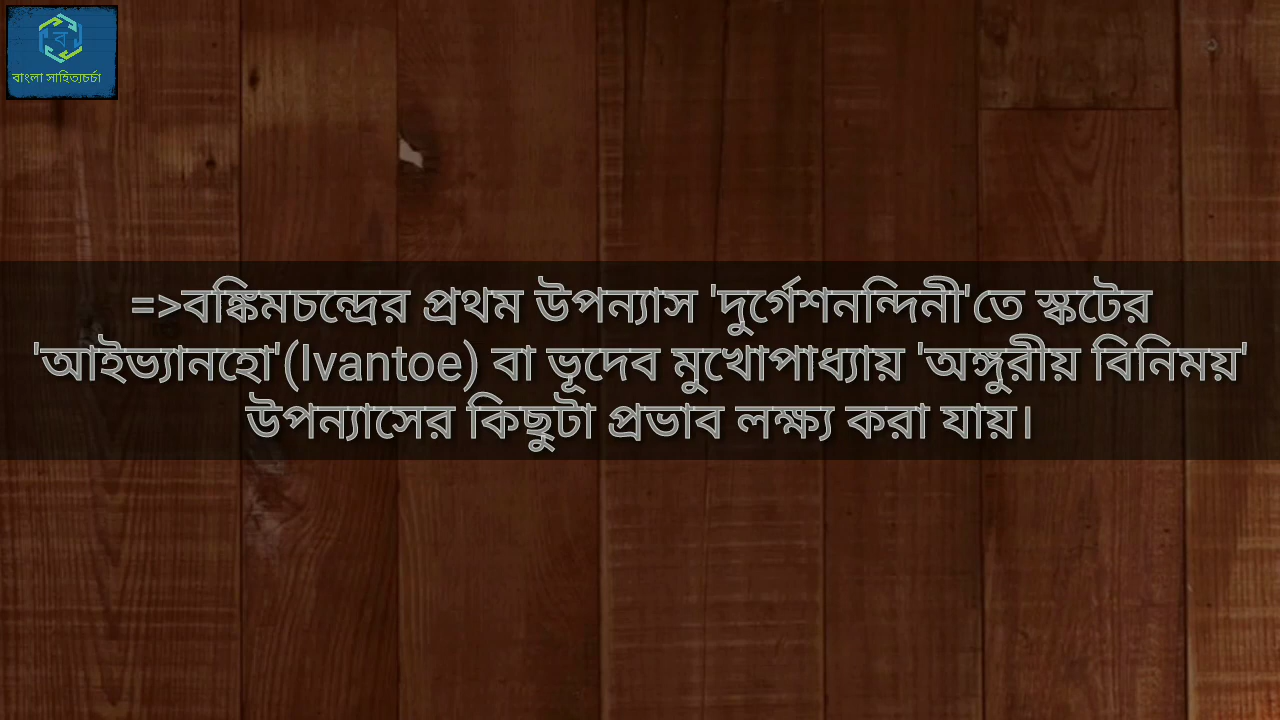 ব
বাংলা সাহিত্যচর্চা
=>বঙ্কিমচন্দ্রের প্রথম উপন্যাস 'দুর্গেশনন্দিনী'তে স্কটের
'আইভ্যানহো'(Ivantoe) বা ভূদেব মুখোপাধ্যায় 'অঙ্গুরীয় বিনিময়'
উপন্যাসের কিছুটা প্রভাব লক্ষ্য করা যায়।